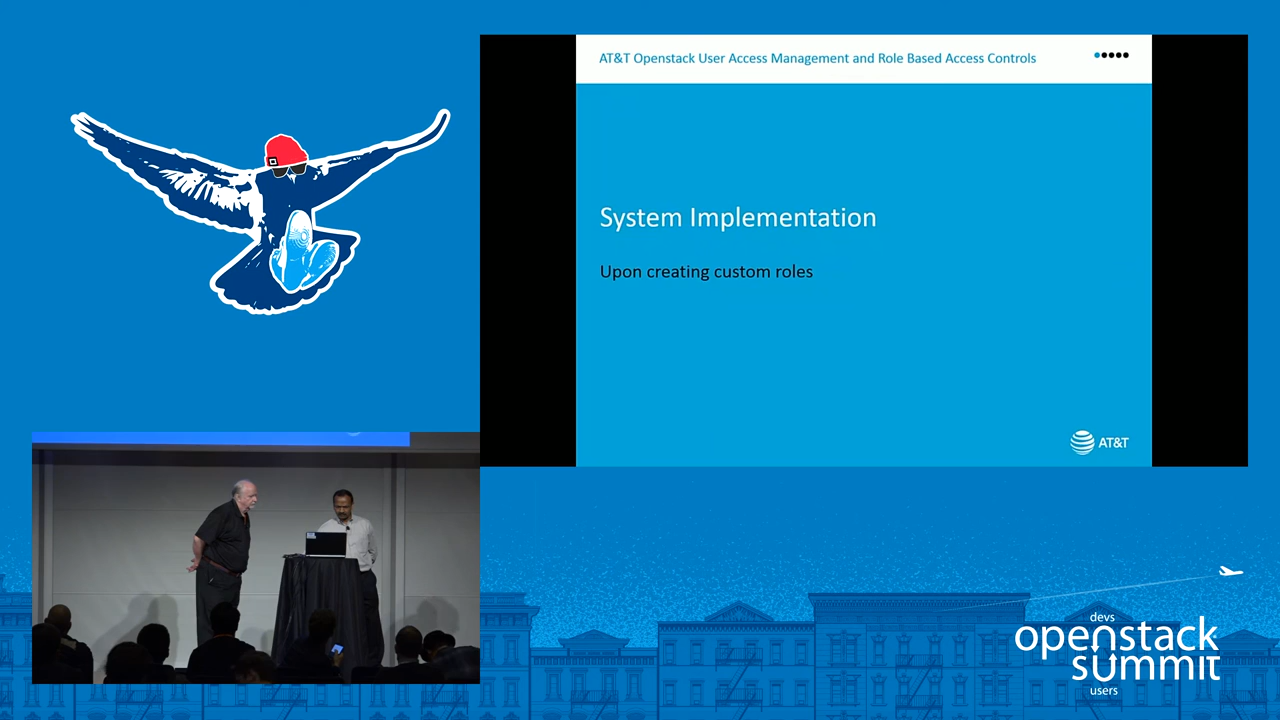 AT&T Openstack User Access Management and Role Based Access Controls
System Implementation
Upon creating custom roles
AT&T
devs
openstack
summit
users